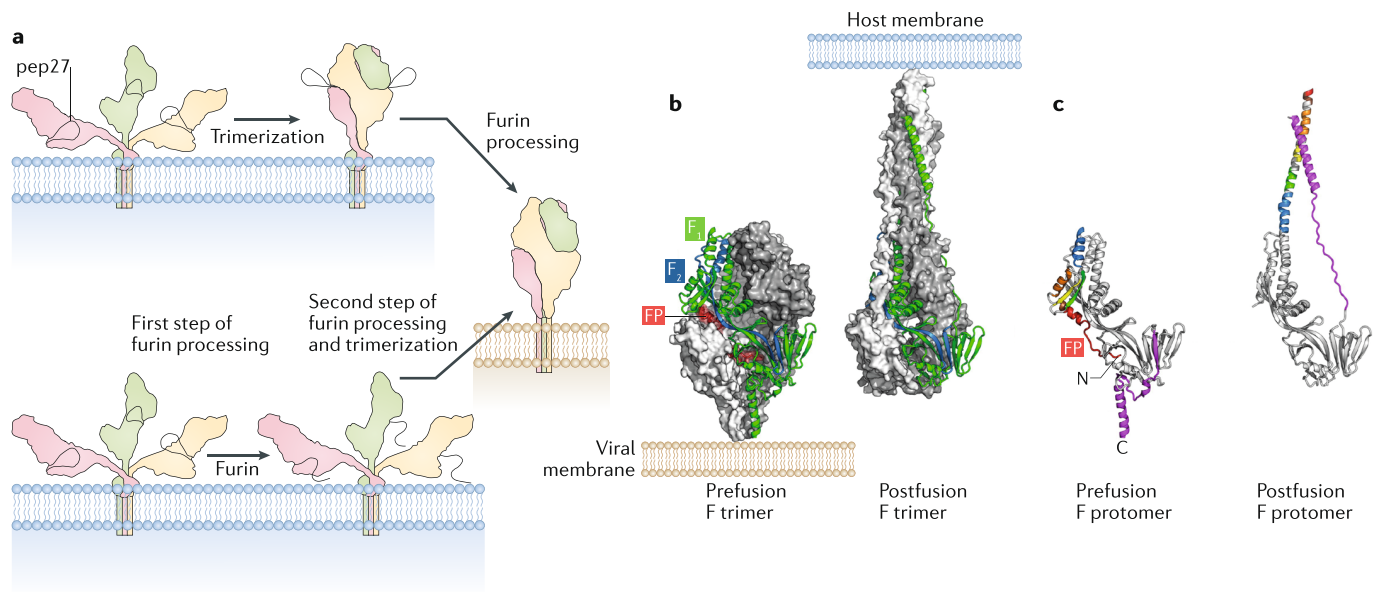 a
pep27
Trimerization
Furin
processing
First step of
furin processing
Second step of
furin processing
and trimerization
Furin
Host membrane
b
F1
F2
FP
Viral
membrane
Prefusion
F trimer
Postfusion
F trimer
c
FP
N
C
Prefusion
F protomer
Postfusion
F protomer